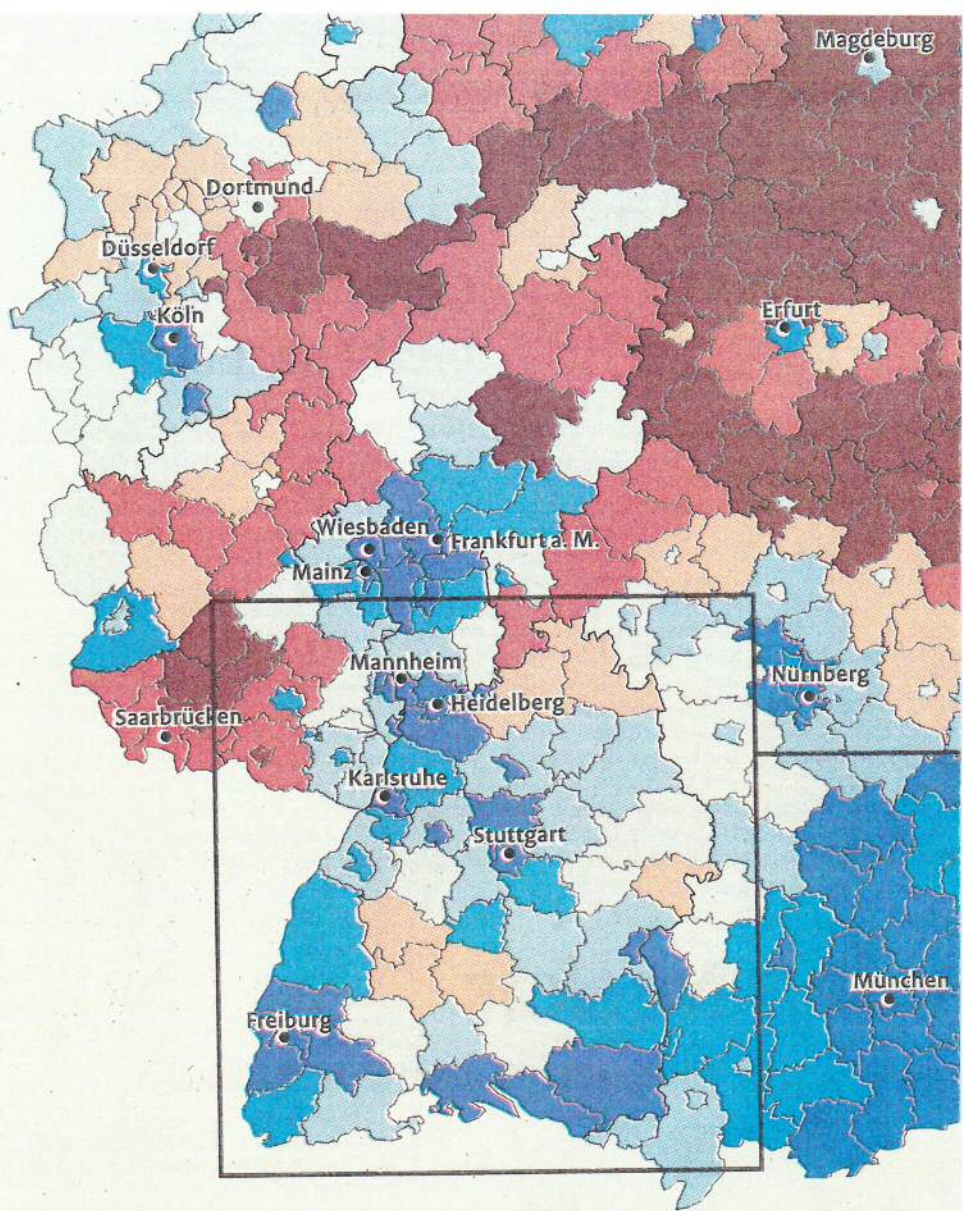 Magdeburg
Dortmund
Düsseldorf
Köln
Erfurt
Wiesbaden
Frankfurt a. M.
Mainz
Mannheim
Heidelberg
Nürnberg
Saarbrücken
Karlsruhe
Stuttgart
München
Freiburg